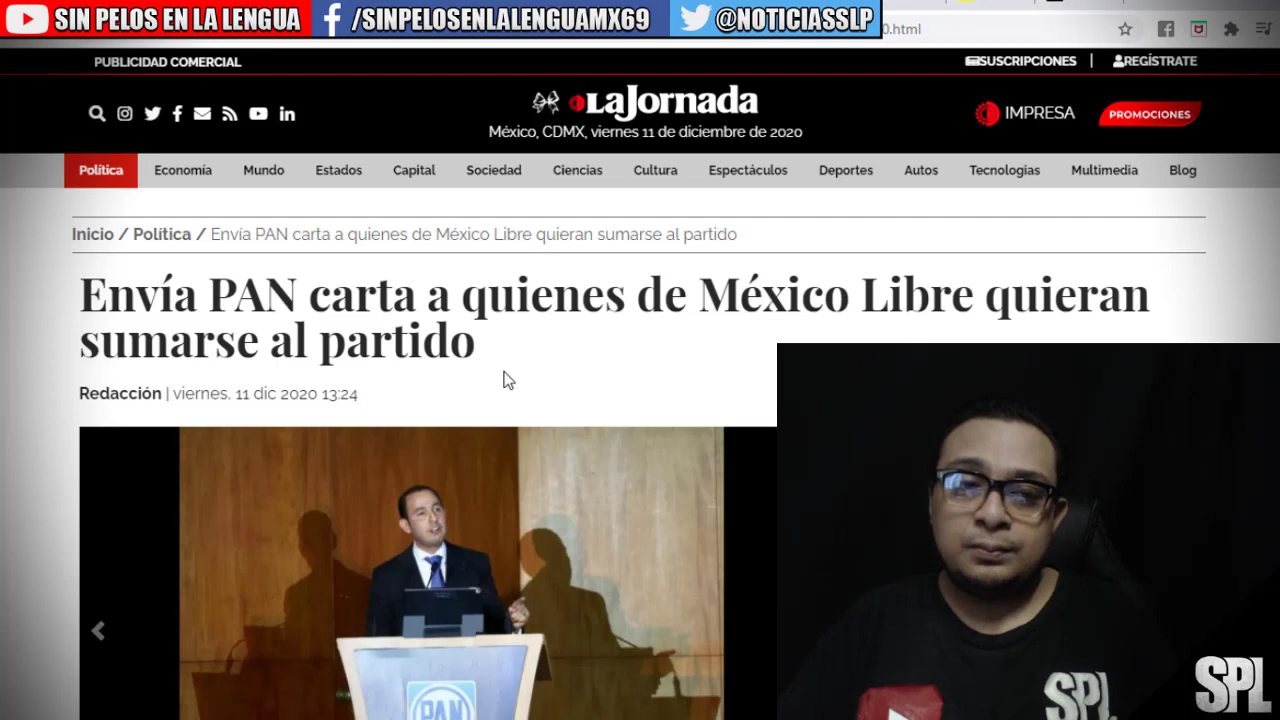 SIN PELOS EN LA LENGUA /SINPELOSENLALENGUAMX69 @NOTICIASSLP
0.html
PUBLICIDAD COMERCIAL SUSCRIPCIONES | REGÍSTRATE
LaJornada
México, CDMX, viernes 11 de diciembre de 2020
IMPRESA PROMOCIONES
Política Economía Mundo Estados Capital Sociedad Ciencias Cultura Espectáculos Deportes Autos Tecnologias Multimedia Blog
Inicio / Política / Envía PAN carta a quienes de México Libre quieran sumarse al partido
Envía PAN carta a quienes de México Libre quieran
sumarse al partido
Redacción | viernes. 11 dic 2020 13:24
PAN
SPL
SPL